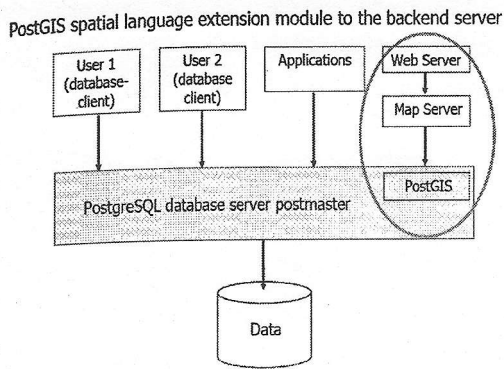 PostGIS spatial language extension module to the backend server
User 1
(database-
client)
User 2
(database
client)
Applications
Web Server
Map Server
PostGIS
PostgreSQL database server postmaster
Data